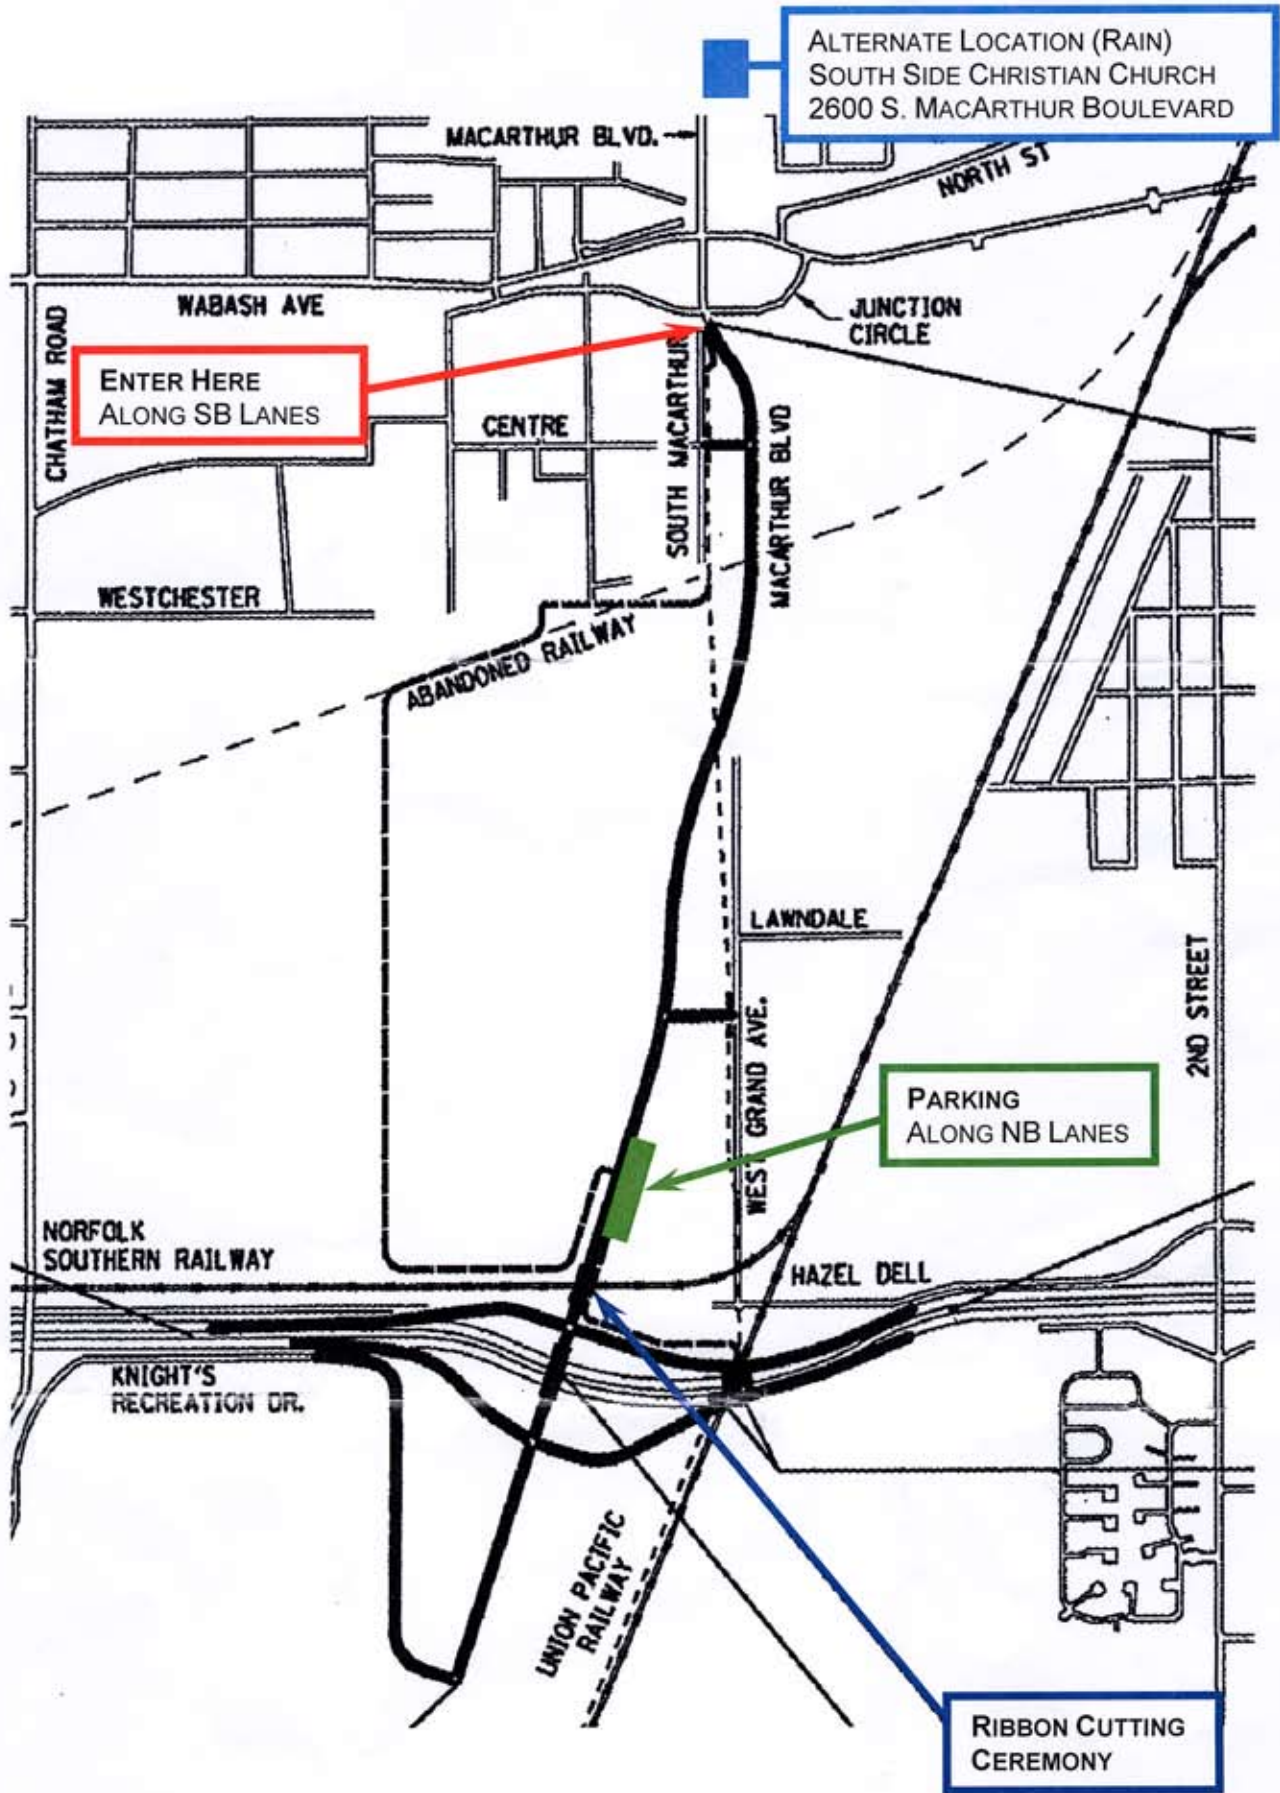 ALTERNATE LOCATION (RAIN)
SOUTH SIDE CHRISTIAN CHURCH
2600 S. MACARTHUR BOULEVARD
MACARTHUR BLVD.
NORTH ST
WABASH AVE
JUNCTION
CIRCLE
CHATHAM ROAD
ENTER HERE
ALONG SB LANES
SOUTH MACARTHUR
CENTRE
MACARTHUR BLVD
WESTCHESTER
ABANDONED RAILWAY
LAWNDALE
2ND STREET
WEST GRAND AVE.
PARKING
ALONG NB LANES
NORFOLK
SOUTHERN RAILWAY
HAZEL DELL
KNIGHT'S
RECREATION DR.
UNION PACIFIC
RAILWAY
RIBBON CUTTING
CEREMONY